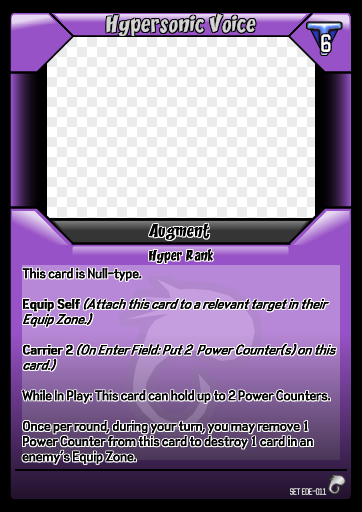 Hypersonic Voice
6
Augment
Hyper Rank
This card is Null-type.
Equip Self (Attach this card to a relevant target in their
Equip Zone.)
Carrier 2 (On Enter Field: Put 2 Power Counter(s) on this
card.)
While In Play: This card can hold up to 2 Power Counters.
Once per round, during your turn, you may remove 1
Power Counter from this card to destroy 1 card in an
enemy's Equip Zone.
SET EOE-011